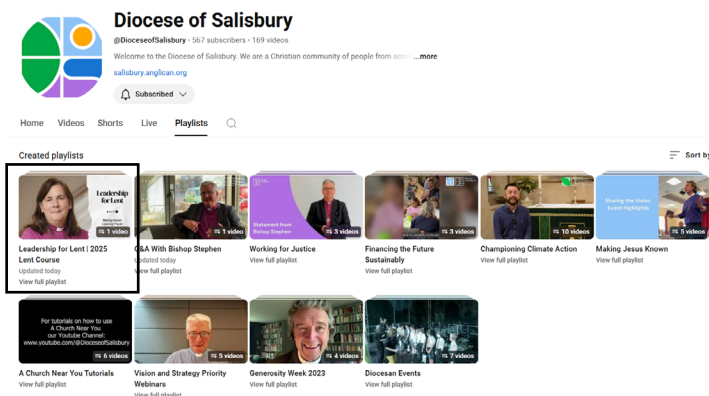 Diocese of Salisbury
@DioceseofSalisbury · 567 subscribers · 169 videos
Welcome to the Diocese of Salisbury. We are a Christian community of people from ...more
salisbury.anglican.org
Subscribed
Home Videos Shorts Live Playlists
Created playlists
Sort by
Leadership
for Lent
1 video
1 video
Statement from
Bishop Stephen
3 videos
3 videos
10 videos
Sharing the Vision
Event Highlights
5 videos
Leadership for Lent | 2025
Lent Course
Updated today
View full playlist
Q&A With Bishop Stephen
Updated today
View full playlist
Working for Justice
View full playlist
Financing the Future
Sustainably
View full playlist
Championing Climate Action
View full playlist
Making Jesus Known
View full playlist
For tutorials on how to use
A Church Near You
our Youtube Channel:
www.youtube.com/@DioceseofSalisbury
6 videos
5 videos
4 videos
7 videos
A Church Near You Tutorials
View full playlist
Vision and Strategy Priority
Webinars
View full playlist
Generosity Week 2023
View full playlist
Diocesan Events
View full playlist